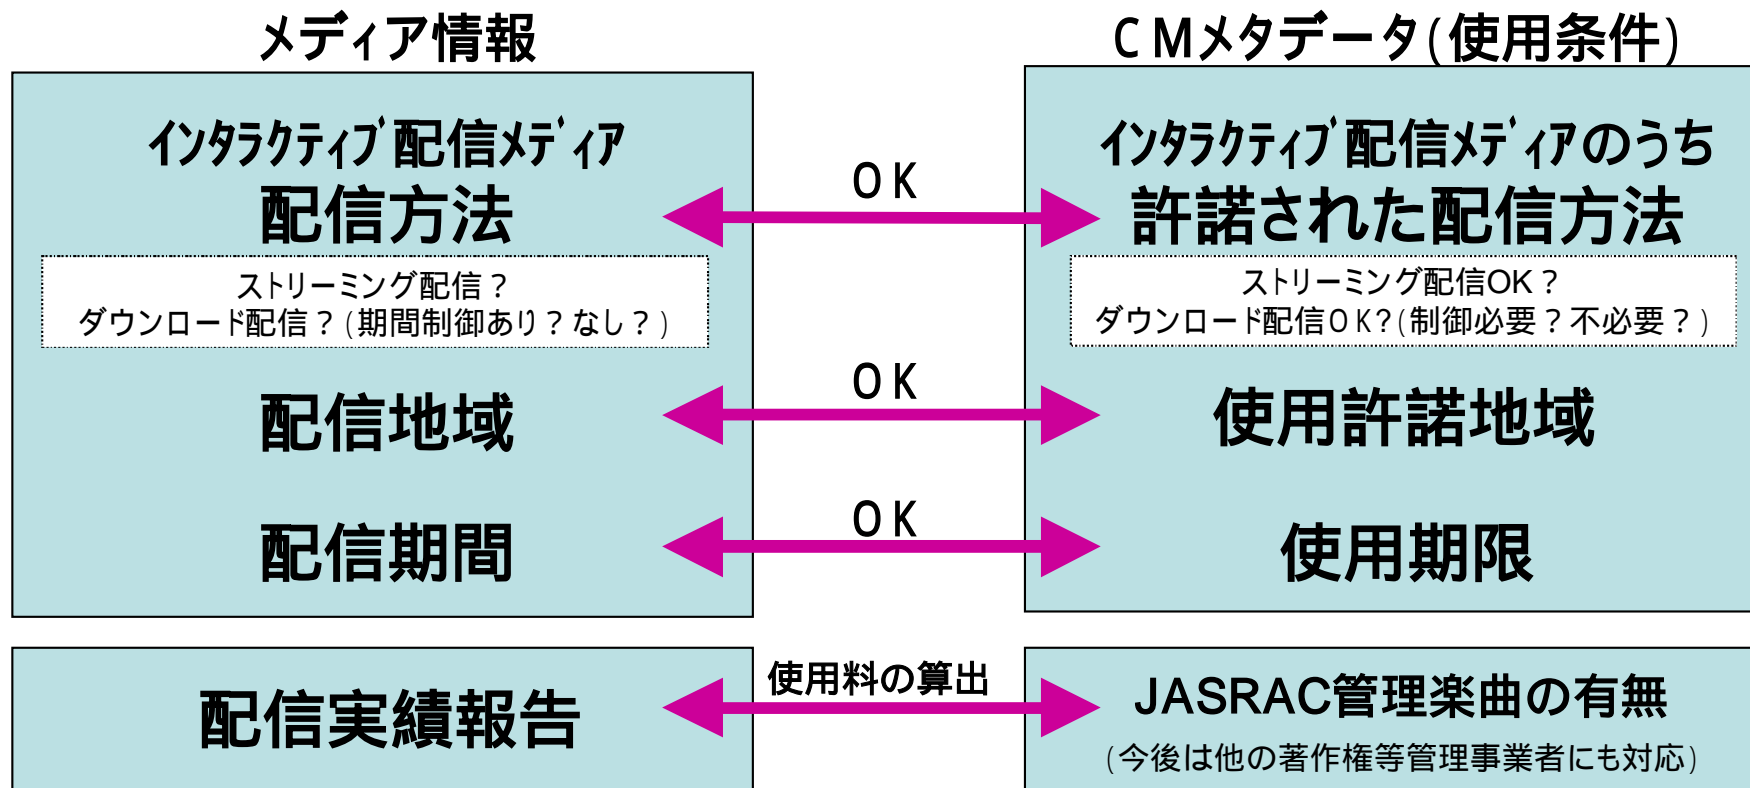 メディア情報
CMメタデータ(使用条件)
インタラクティブ配信メディア
配信方法
ストリーミング配信？
ダウンロード配信？(期間制御あり？なし？)
配信地域
配信期間
OK
OK
OK
インタラクティブ配信メディアのうち
許諾された配信方法
ストリーミング配信OK？
ダウンロード配信OK?(制御必要？不必要？)
使用許諾地域
使用期限
配信実績報告
使用料の算出
JASRAC管理楽曲の有無
(今後は他の著作権等管理事業者にも対応)